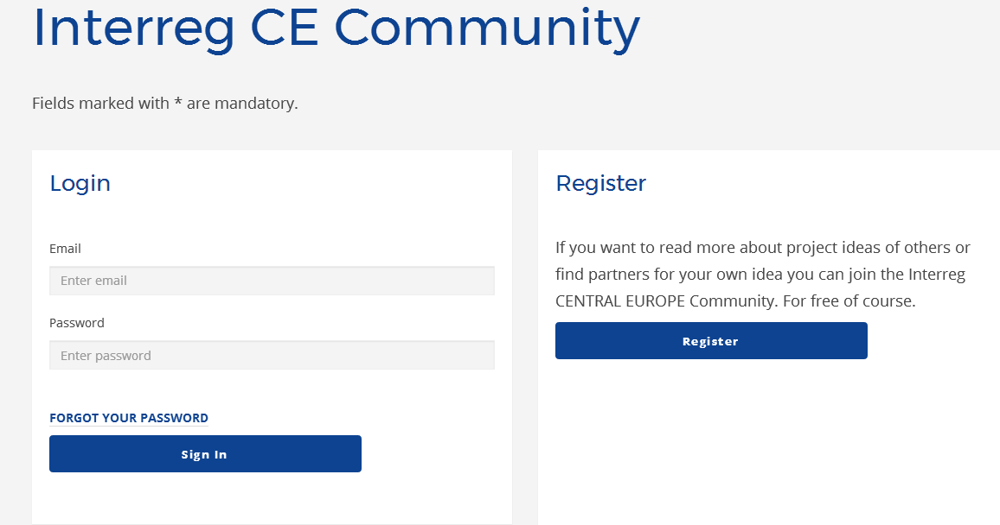 Interreg CE Community
Fields marked with * are mandatory.
Login
Email
Enter email
Password
Enter password
FORGOT YOUR PASSWORD
Sign In
Register
If you want to read more about project ideas of others or
find partners for your own idea you can join the Interreg
CENTRAL EUROPE Community. For free of course.
Register